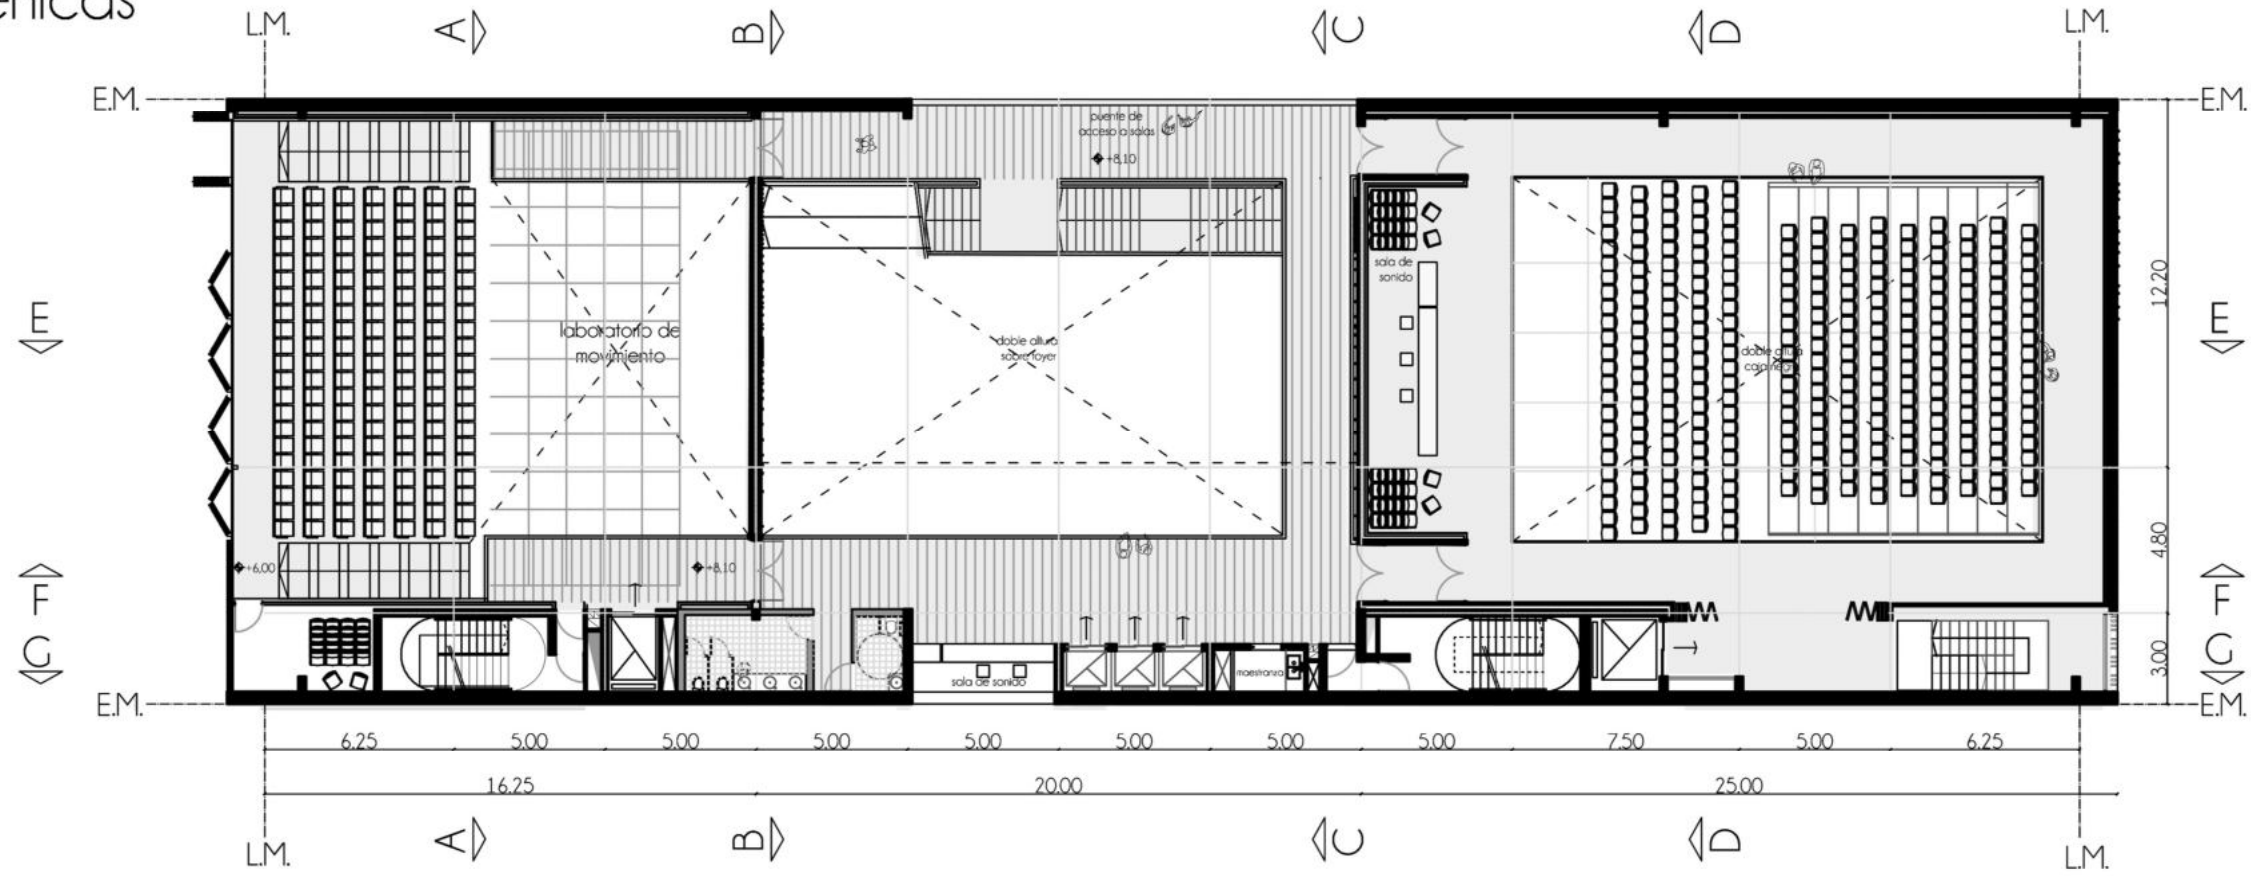 L.M.
A
B
C
D
L.M.
E.M.
E.M.
puente de
acceso a salas
+8,10
sala de
sonido
12.20
E
E
laboratorio de
movimiento
doble altura
sobre foyer
doble altura
caja negra
4.80
+6,00
+8,10
F
F
G
G
3.00
sala de sonido
maestranza
E.M.
E.M.
6.25
5.00
5.00
5.00
5.00
5.00
5.00
5.00
7.50
5.00
6.25
16.25
20.00
25.00
L.M.
A
B
C
D
L.M.